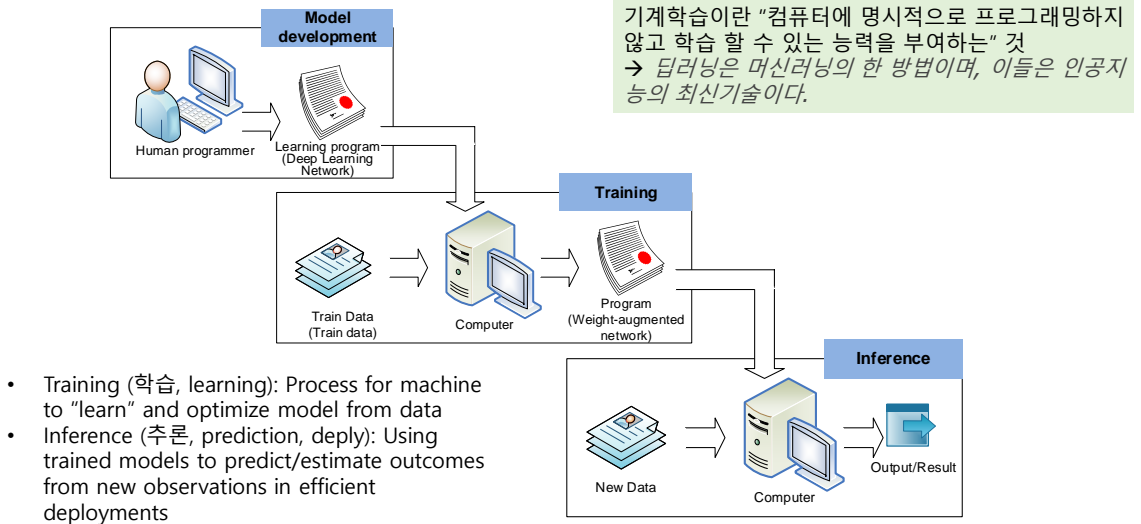 기계학습이란 “컴퓨터에 명시적으로 프로그래밍하지
않고 학습 할 수 있는 능력을 부여하는“ 것
→ 딥러닝은 머신러닝의 한 방법이며, 이들은 인공지
능의 최신기술이다.
Model
development
Human programmer
Learning program
(Deep Learning
Network)
Training
Train Data
(Train data)
Computer
Program
(Weight-augmented
network)
Inference
New Data
Computer
Output/Result
• Training (학습, learning): Process for machine
to “learn” and optimize model from data
• Inference (추론, prediction, deply): Using
trained models to predict/estimate outcomes
from new observations in efficient
deployments